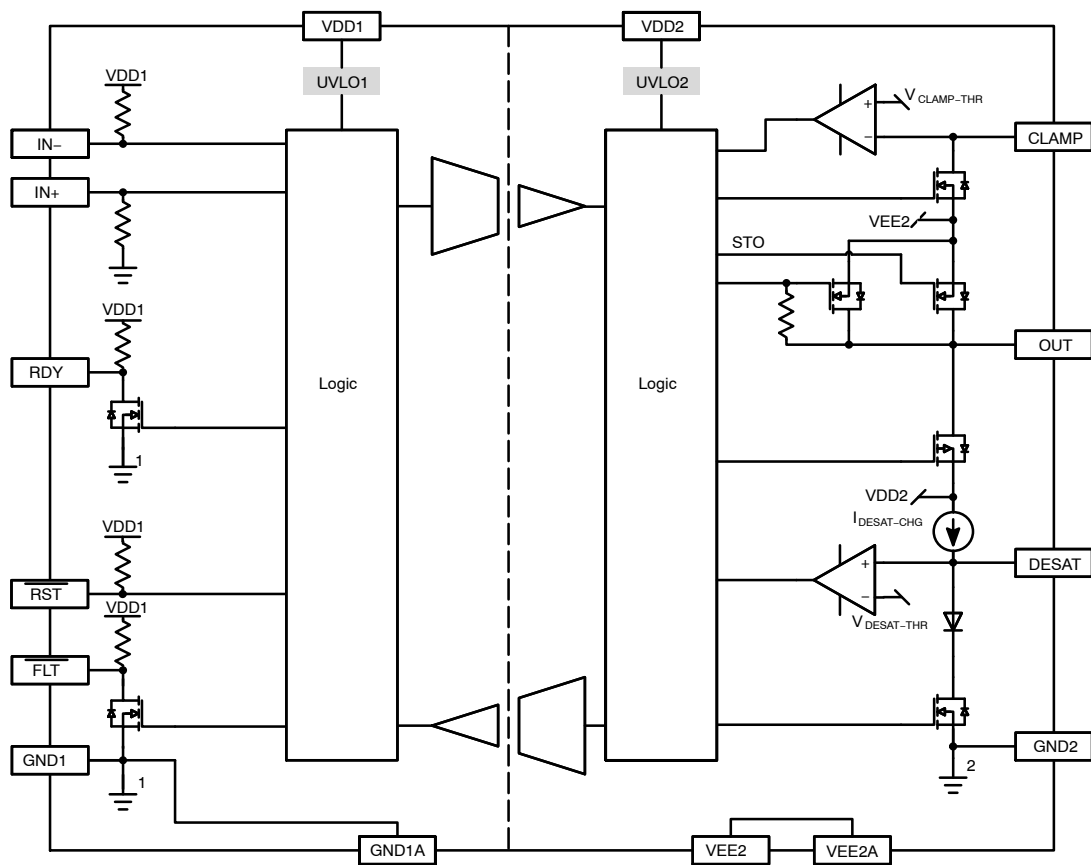 VDD1
VDD2
UVLO1
UVLO2
VDD1
IN−
IN+
VDD1
RDY
1
VDD1
RST
VDD1
FLT
GND1
1
GND1A
Logic
Logic
+
−
V CLAMP−THR
CLAMP
VEE2
STO
OUT
VDD2
I DESAT−CHG
+
−
V DESAT−THR
DESAT
GND2
2
VEE2
VEE2A